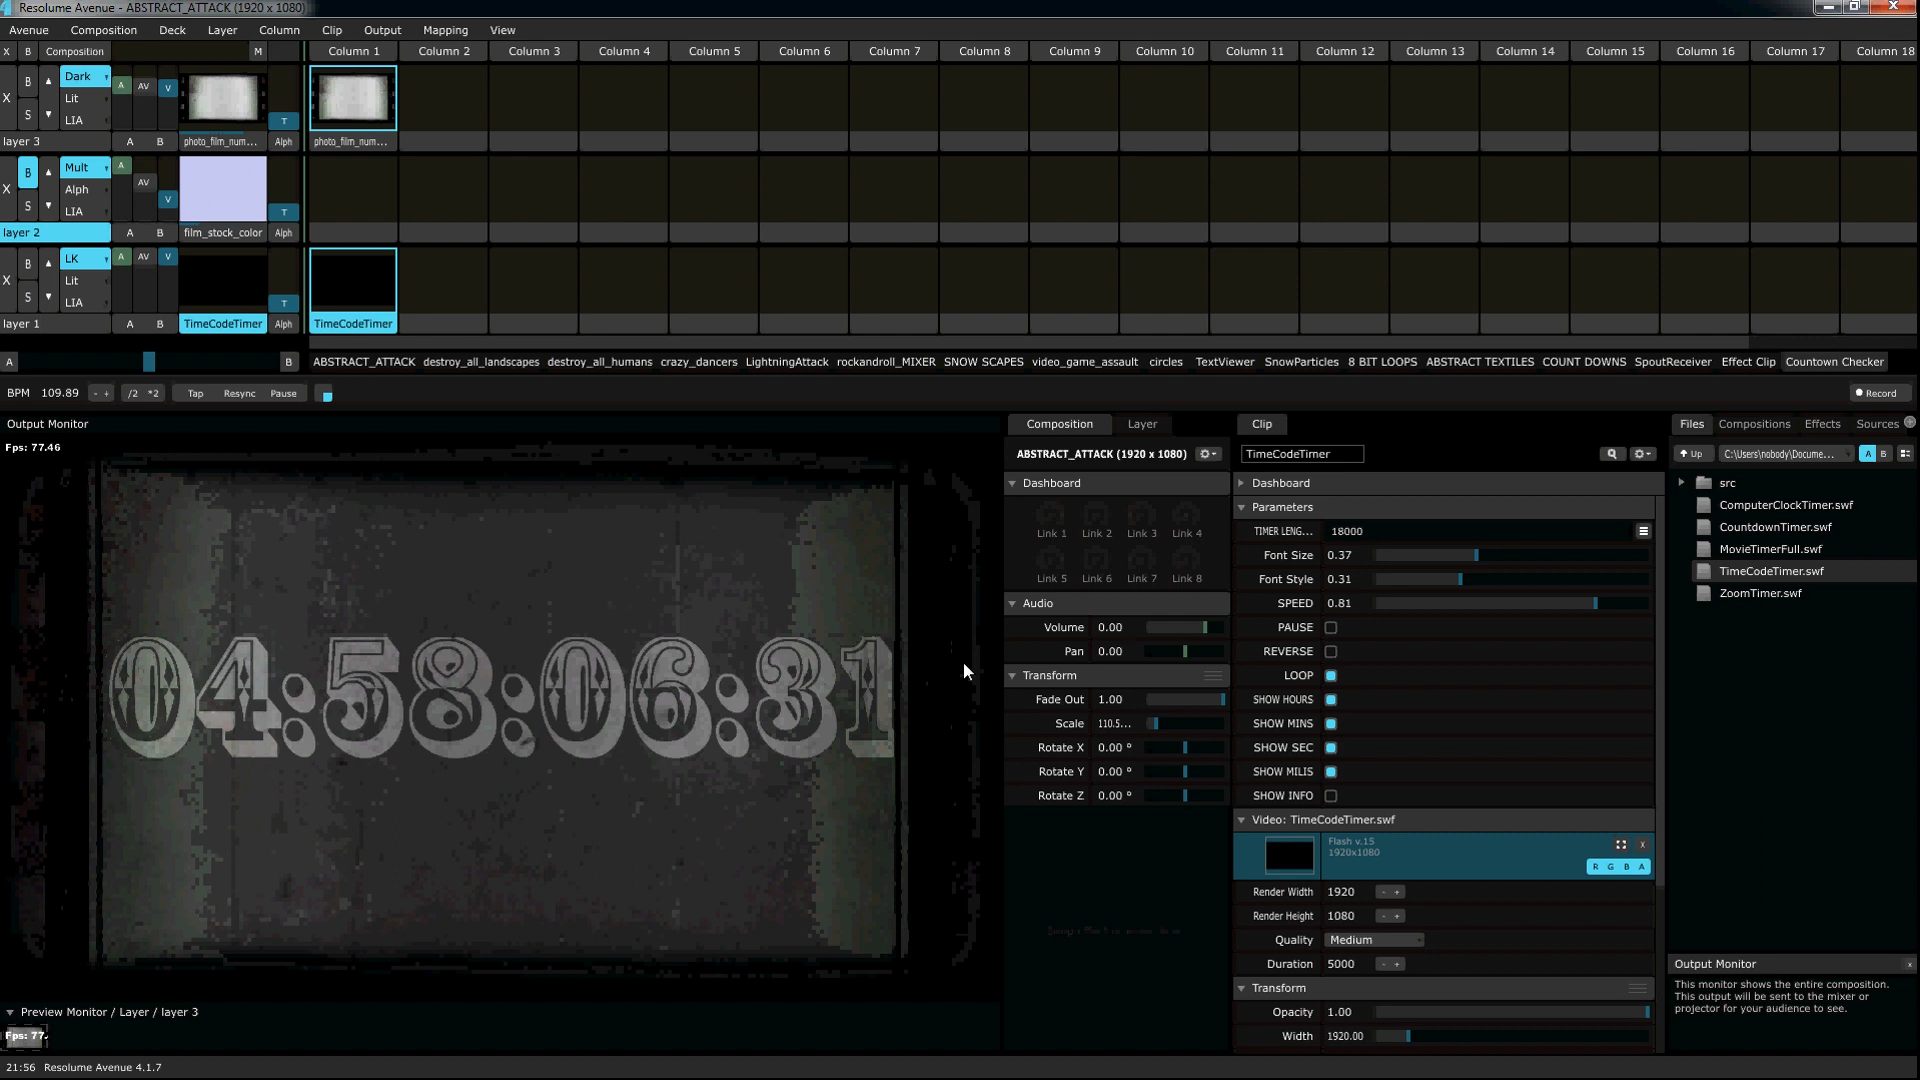 Resolume Avenue - ABSTRACT_ATTACK (1920 x 1080)
Avenue Composition Deck Layer Column Clip Output Mapping View
X B Composition M Column 1 Column 2 Column 3 Column 4 Column 5 Column 6 Column 7 Column 8 Column 9 Column 10 Column 11 Column 12 Column 13 Column 14 Column 15 Column 16 Column 17 Column 18
B Dark A AV V
X Lit
S LIA T
layer 3 A B photo_film_num... Alph photo_film_num...
B Mult A
X Alph AV V
S LIA T
layer 2 A B film_stock_color Alph
B LK A AV V
X Lit
S LIA T
layer 1 A B TimeCodeTimer Alph TimeCodeTimer
A B ABSTRACT_ATTACK destroy_all_landscapes destroy_all_humans crazy_dancers LightningAttack rockandroll_MIXER SNOW SCAPES video_game_assault circles TextViewer SnowParticles 8 BIT LOOPS ABSTRACT TEXTILES COUNT DOWNS SpoutReceiver Effect Clip Countown Checker
BPM 109.89 - + /2 *2 Tap Resync Pause Record
Output Monitor
Fps: 77.46
04:58:06:31
Preview Monitor / Layer / layer 3
Fps: 77.
21:56 Resolume Avenue 4.1.7
Composition Layer
ABSTRACT_ATTACK (1920 x 1080)
Dashboard
Link 1 Link 2 Link 3 Link 4
Link 5 Link 6 Link 7 Link 8
Audio
Volume 0.00
Pan 0.00
Transform
Fade Out 1.00
Scale 110.5...
Rotate X 0.00 °
Rotate Y 0.00 °
Rotate Z 0.00 °
Clip
TimeCodeTimer
Dashboard
Parameters
TIMER LENG... 18000
Font Size 0.37
Font Style 0.31
SPEED 0.81
PAUSE
REVERSE
LOOP
SHOW HOURS
SHOW MINS
SHOW SEC
SHOW MILIS
SHOW INFO
Video: TimeCodeTimer.swf
Flash v.15
1920x1080
X
R G B A
Render Width 1920 - +
Render Height 1080 - +
Quality Medium
Duration 5000 - +
Transform
Opacity 1.00
Width 1920.00
Files Compositions Effects Sources
Up C:\Users\nobody\Docume... A B
src
ComputerClockTimer.swf
CountdownTimer.swf
MovieTimerFull.swf
TimeCodeTimer.swf
ZoomTimer.swf
Output Monitor x
This monitor shows the entire composition.
This output will be sent to the mixer or
projector for your audience to see.